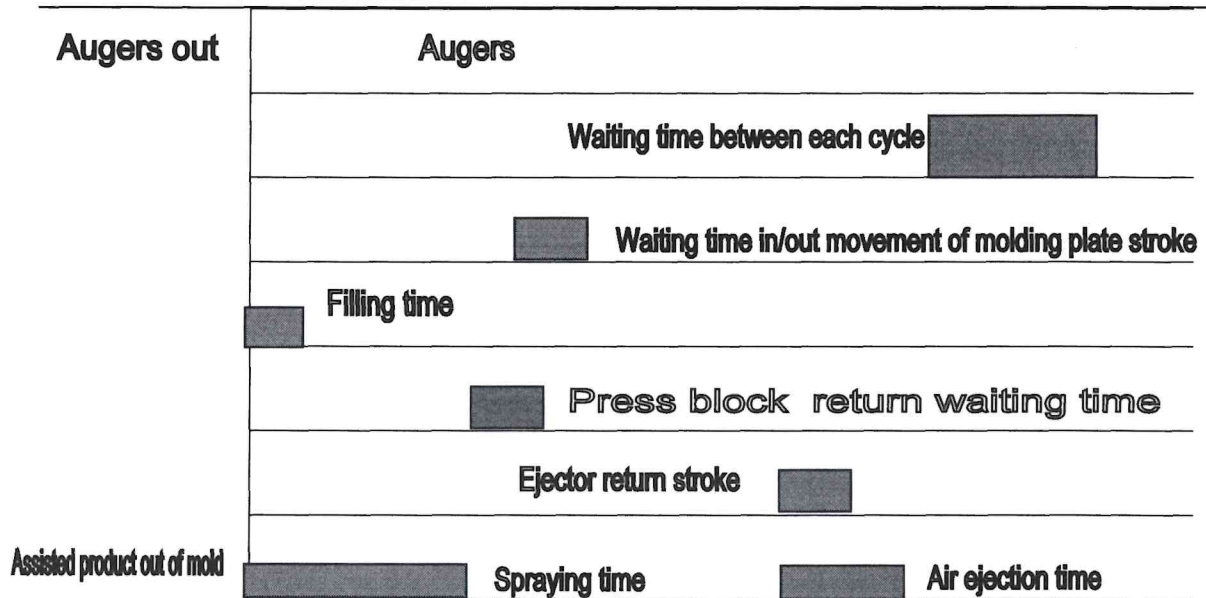 Augers out
Augers
Waiting time between each cycle
Waiting time in/out movement of molding plate stroke
Filling time
Press block return waiting time
Ejector return stroke
Assisted product out of mold
Spraying time
Air ejection time